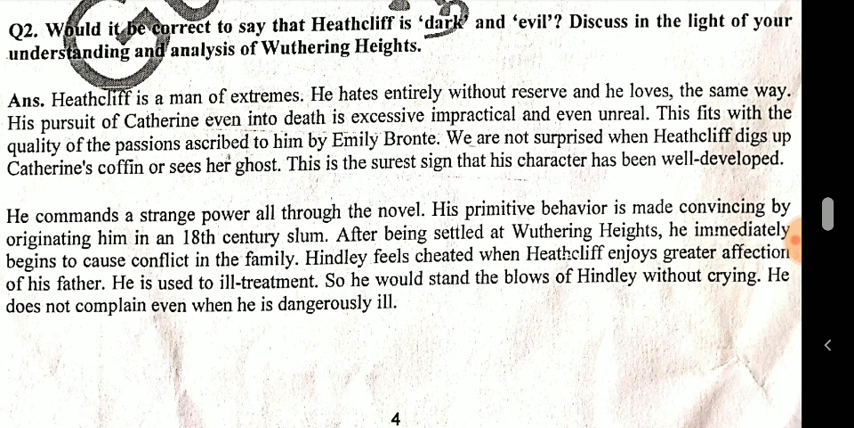 Q2. Would it be correct to say that Heathcliff is ‘dark’ and ‘evil’? Discuss in the light of your
understanding and analysis of Wuthering Heights.
Ans. Heathcliff is a man of extremes. He hates entirely without reserve and he loves, the same way.
His pursuit of Catherine even into death is excessive impractical and even unreal. This fits with the
quality of the passions ascribed to him by Emily Bronte. We are not surprised when Heathcliff digs up
Catherine's coffin or sees her ghost. This is the surest sign that his character has been well-developed.
He commands a strange power all through the novel. His primitive behavior is made convincing by
originating him in an 18th century slum. After being settled at Wuthering Heights, he immediately
begins to cause conflict in the family. Hindley feels cheated when Heathcliff enjoys greater affection
of his father. He is used to ill-treatment. So he would stand the blows of Hindley without crying. He
does not complain even when he is dangerously ill.
4